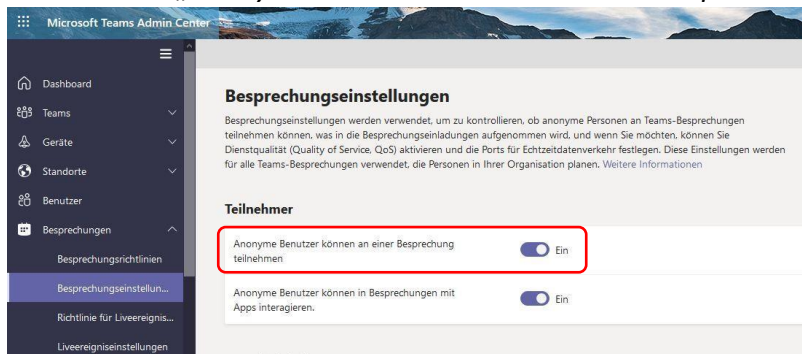 Microsoft Teams Admin Center
Dashboard
Teams
Geräte
Standorte
Benutzer
Besprechungen
Besprechungsrichtlinien
Besprechungseinstellun...
Richtlinie für Liveereignis...
Liveereigniseinstellungen
Besprechungseinstellungen
Besprechungseinstellungen werden verwendet, um zu kontrollieren, ob anonyme Personen an Teams-Besprechungen
teilnehmen können, was in die Besprechungseinladungen aufgenommen wird, und wenn Sie möchten, können Sie
Dienstqualität (Quality of Service, QoS) aktivieren und die Ports für Echtzeitdatenverkehr festlegen. Diese Einstellungen werden
für alle Teams-Besprechungen verwendet, die Personen in Ihrer Organisation planen. Weitere Informationen
Teilnehmer
Anonyme Benutzer können an einer Besprechung
teilnehmen
Ein
Anonyme Benutzer können in Besprechungen mit
Apps interagieren.
Ein